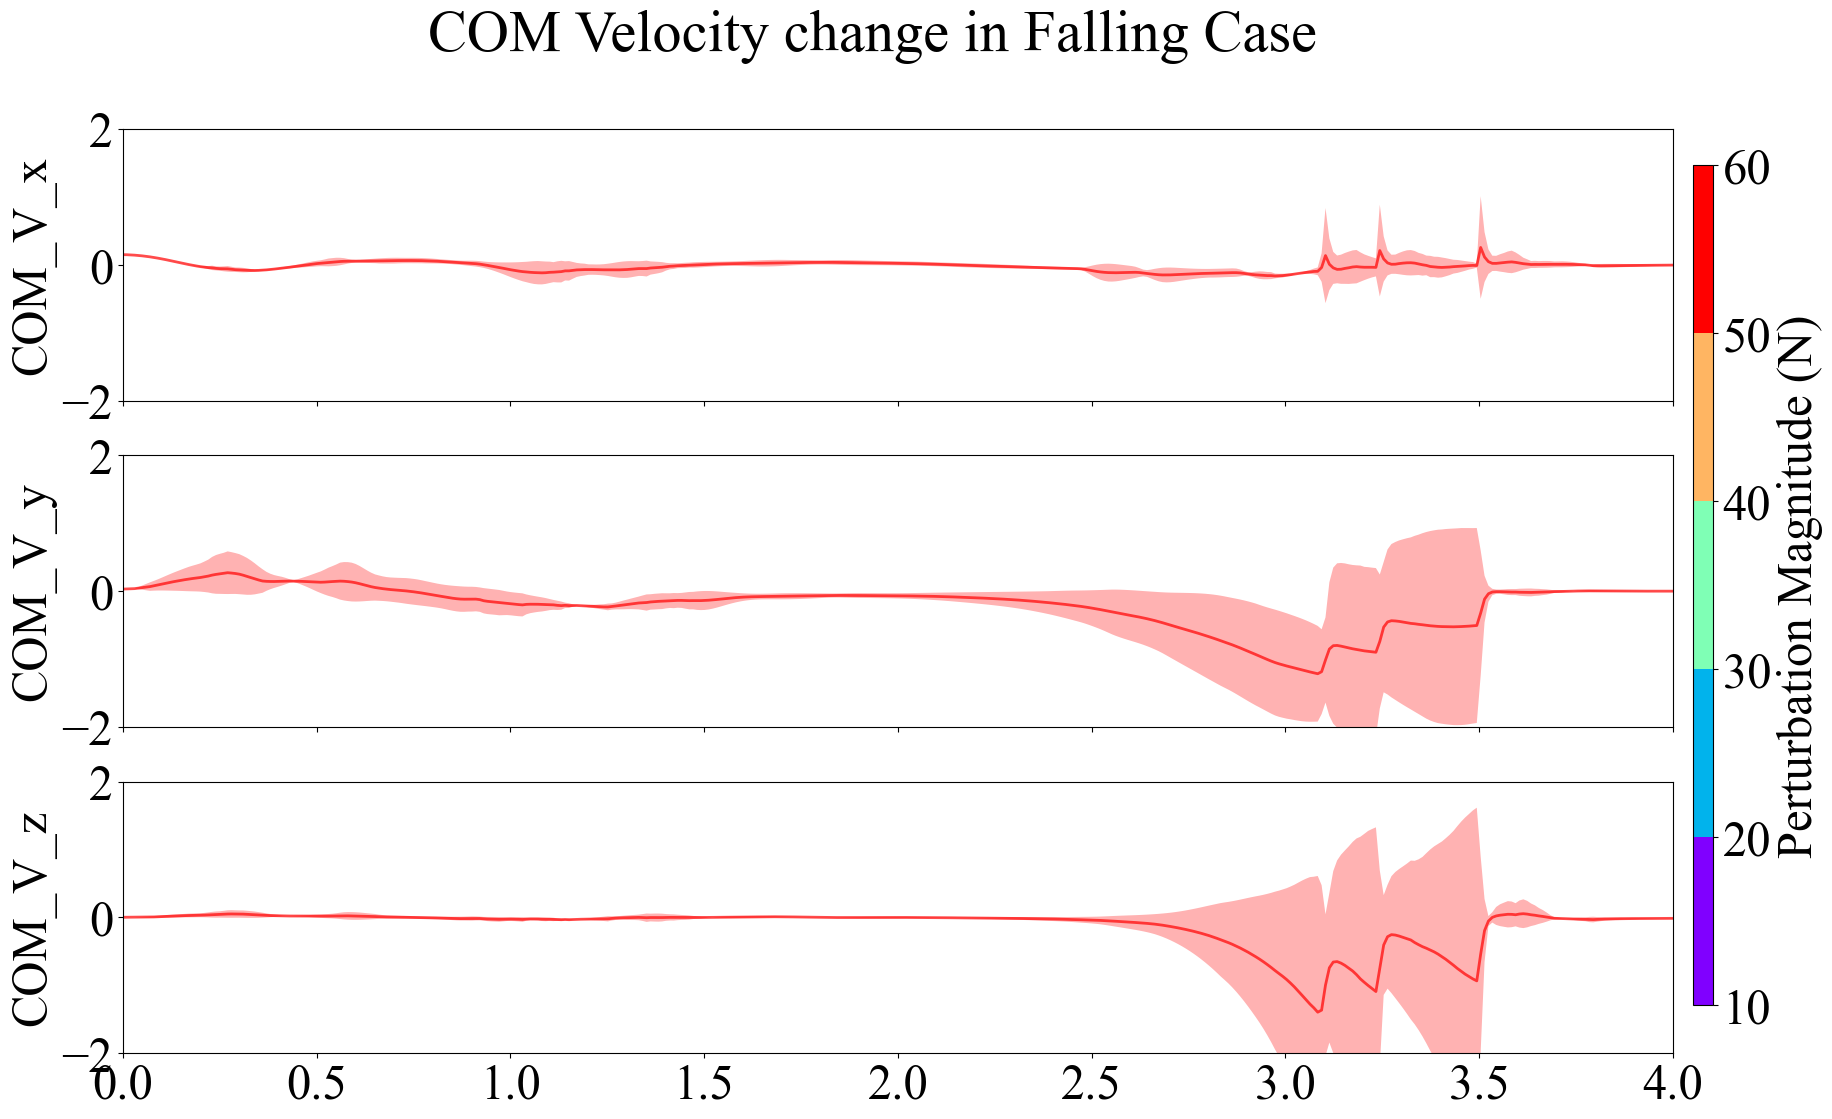 COM Velocity change in Falling Case
COM_V_x
2
0
−2
COM_V_y
2
0
−2
COM_V_z
2
0
−2
0.0 0.5 1.0 1.5 2.0 2.5 3.0 3.5 4.0
60
50
40
30
20
10
Perturbation Magnitude (N)